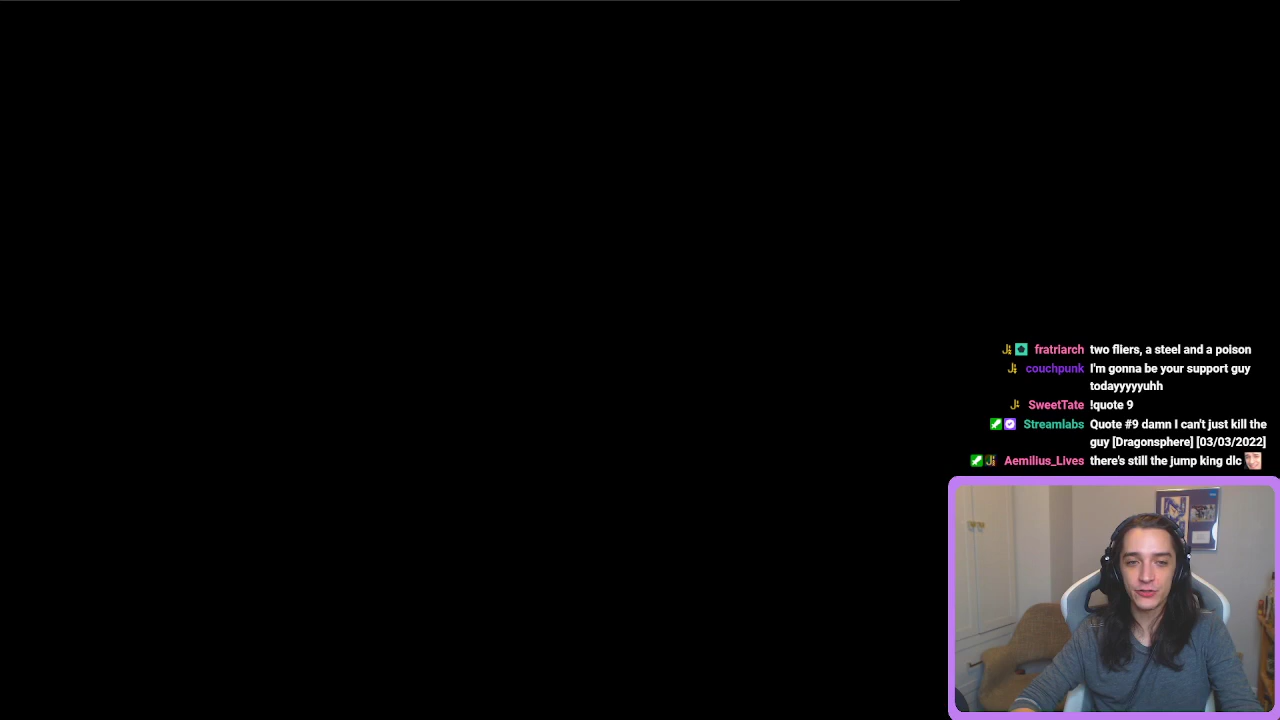 fratriarch two fliers, a steel and a poison
couchpunk I'm gonna be your support guy
todayyyyyuhh
SweetTate !quote 9
Streamlabs Quote #9 damn I can't just kill the
guy [Dragonsphere] [03/03/2022]
Aemilius_Lives there's still the jump king dlc